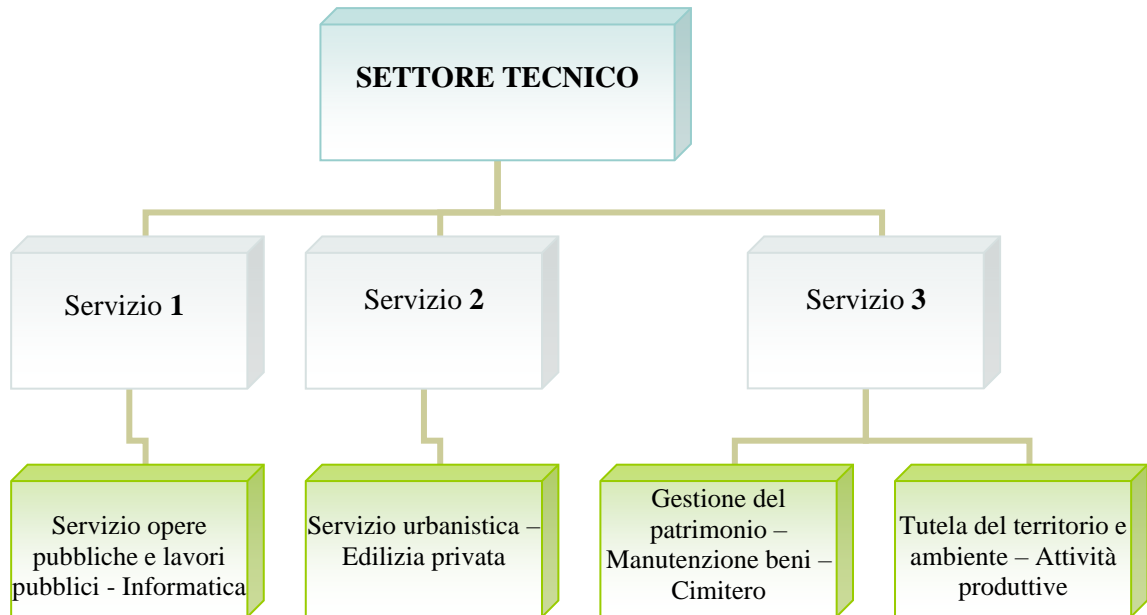 SETTORE TECNICO
Servizio 1
Servizio 2
Servizio 3
Servizio opere
pubbliche e lavori
pubblici - Informatica
Servizio urbanistica –
Edilizia privata
Gestione del
patrimonio –
Manutenzione beni –
Cimitero
Tutela del territorio e
ambiente – Attività
produttive